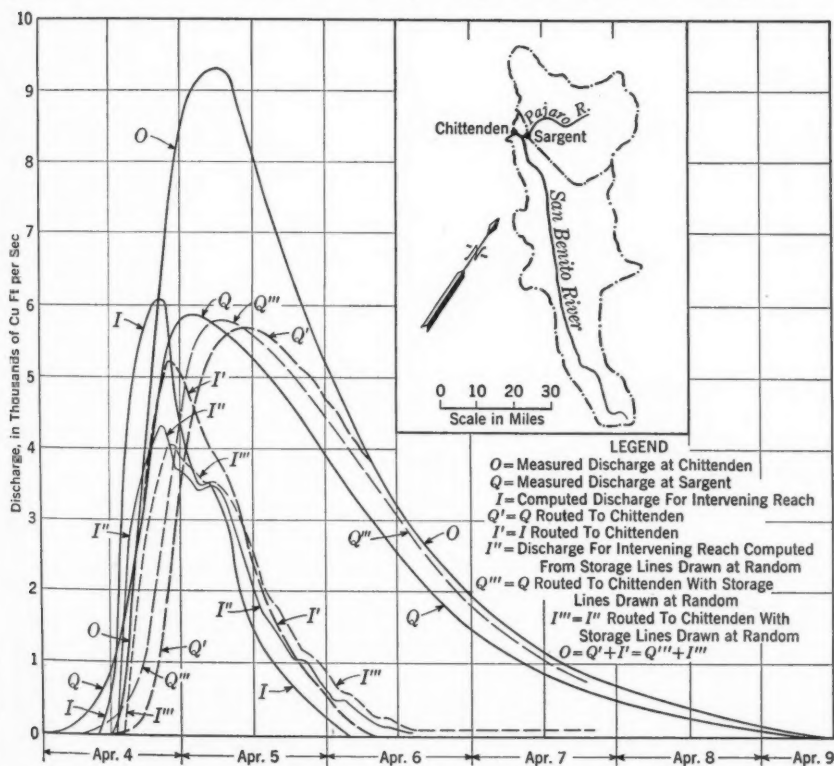 Discharge, in Thousands of Cu Ft per Sec
10
9
8
7
6
5
4
3
2
1
0
O
I
Q
Q'''
Q'
I'
I''
I'''
I''
O
Q'
Q'''
Q
I
I'''
I''
I'
I
I'''
Q'''
O
Q
Chittenden
Pajaro R.
Sargent
San Benito River
N
0 10 20 30
Scale in Miles
LEGEND
O = Measured Discharge at Chittenden
Q = Measured Discharge at Sargent
I = Computed Discharge For Intervening Reach
Q' = Q Routed To Chittenden
I' = I Routed To Chittenden
I'' = Discharge For Intervening Reach Computed
From Storage Lines Drawn at Random
Q''' = Q Routed To Chittenden With Storage
Lines Drawn at Random
I''' = I'' Routed To Chittenden With
Storage Lines Drawn at Random
O = Q' + I' = Q''' + I'''
Apr. 4 Apr. 5 Apr. 6 Apr. 7 Apr. 8 Apr. 9